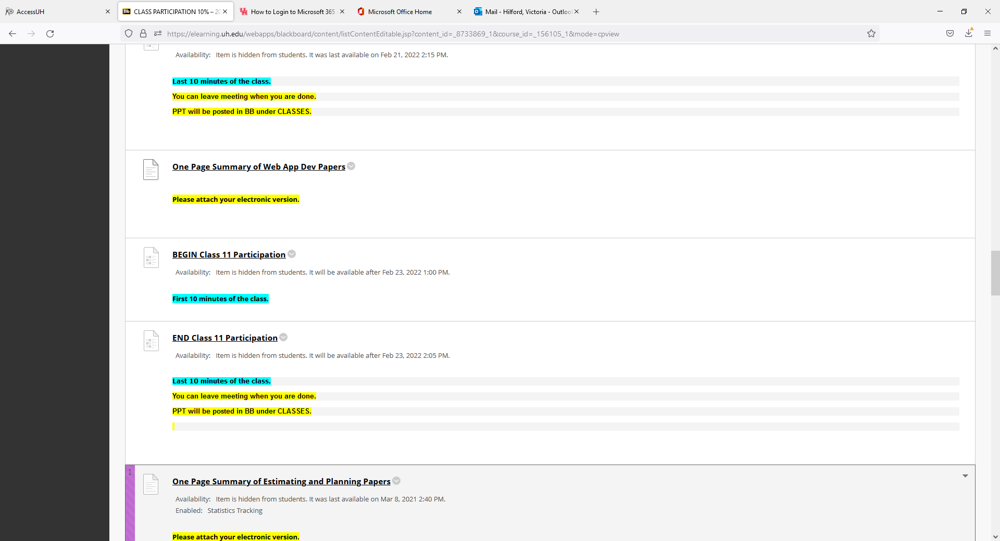 AccessUH
CLASS PARTICIPATION 10% – 20
How to Login to Microsoft 365
Microsoft Office Home
Mail - Hilford, Victoria - Outlook
https://elearning.uh.edu/webapps/blackboard/content/listContentEditable.jsp?content_id=_8733869_1&course_id=_156105_1&mode=cpview
Availability: Item is hidden from students. It was last available on Feb 21, 2022 2:15 PM.
Last 10 minutes of the class.
You can leave meeting when you are done.
PPT will be posted in BB under CLASSES.
One Page Summary of Web App Dev Papers
Please attach your electronic version.
BEGIN Class 11 Participation
Availability: Item is hidden from students. It will be available after Feb 23, 2022 1:00 PM.
First 10 minutes of the class.
END Class 11 Participation
Availability: Item is hidden from students. It will be available after Feb 23, 2022 2:05 PM.
Last 10 minutes of the class.
You can leave meeting when you are done.
PPT will be posted in BB under CLASSES.
One Page Summary of Estimating and Planning Papers
Availability: Item is hidden from students. It was last available on Mar 8, 2021 2:40 PM.
Enabled: Statistics Tracking
Please attach your electronic version.